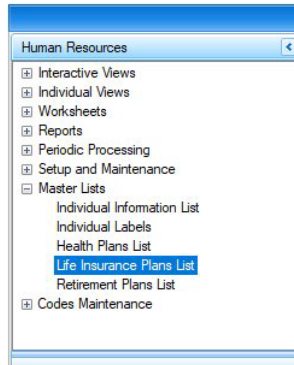 Human Resources
Interactive Views
Individual Views
Worksheets
Reports
Periodic Processing
Setup and Maintenance
Master Lists
Individual Information List
Individual Labels
Health Plans List
Life Insurance Plans List
Retirement Plans List
Codes Maintenance